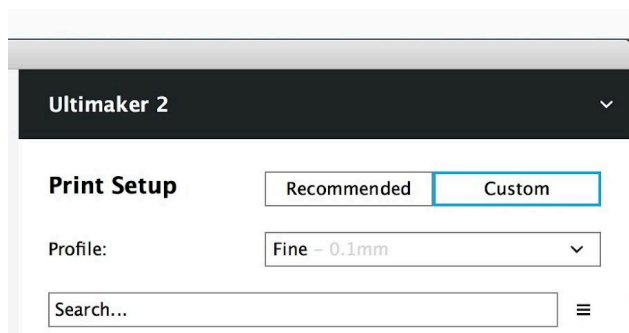 Ultimaker 2
Print Setup Recommended Custom
Profile: Fine – 0.1mm
Search...